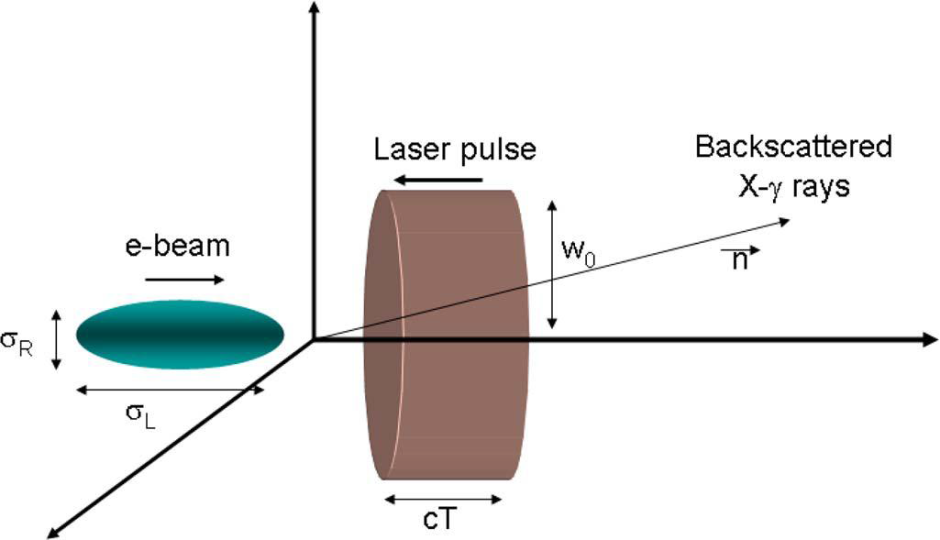 Laser pulse
Backscattered
X-γ rays
e-beam
w₀
n
σR
σL
cT